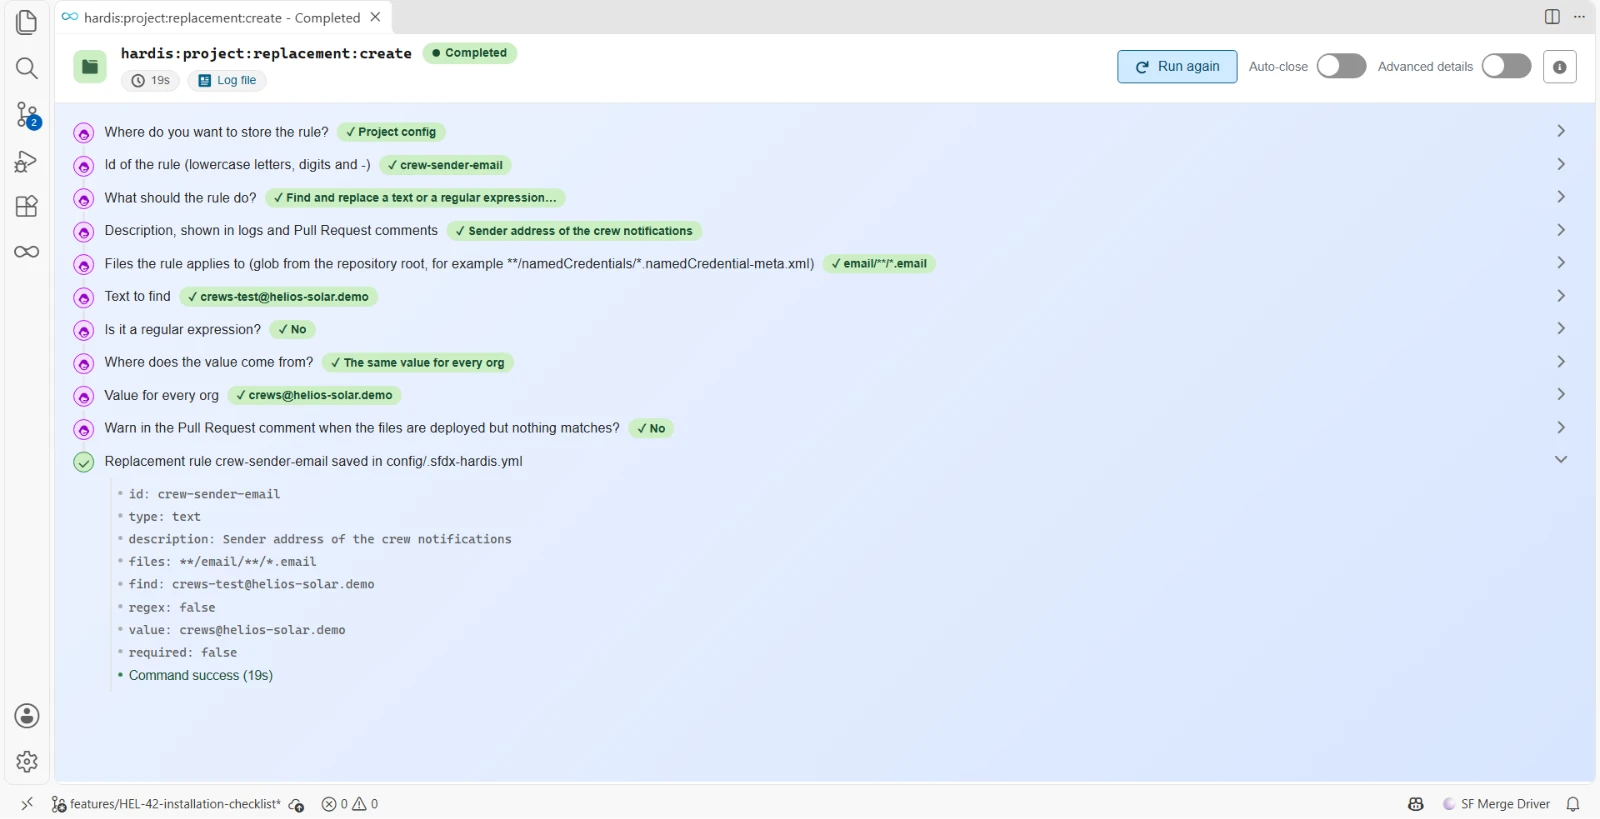 hardis:project:replacement:create - Completed
hardis:project:replacement:create
Completed
19s
Log file
Run again
Auto-close
Advanced details
2
Where do you want to store the rule? ✓ Project config
Id of the rule (lowercase letters, digits and -) ✓ crew-sender-email
What should the rule do? ✓ Find and replace a text or a regular expression...
Description, shown in logs and Pull Request comments ✓ Sender address of the crew notifications
Files the rule applies to (glob from the repository root, for example **/namedCredentials/*.namedCredential-meta.xml) ✓ email/**/*.email
Text to find ✓ crews-test@helios-solar.demo
Is it a regular expression? ✓ No
Where does the value come from? ✓ The same value for every org
Value for every org ✓ crews@helios-solar.demo
Warn in the Pull Request comment when the files are deployed but nothing matches? ✓ No
Replacement rule crew-sender-email saved in config/.sfdx-hardis.yml
• id: crew-sender-email
• type: text
• description: Sender address of the crew notifications
• files: **/email/**/*.email
• find: crews-test@helios-solar.demo
• regex: false
• value: crews@helios-solar.demo
• required: false
• Command success (19s)
features/HEL-42-installation-checklist*
0
0
SF Merge Driver